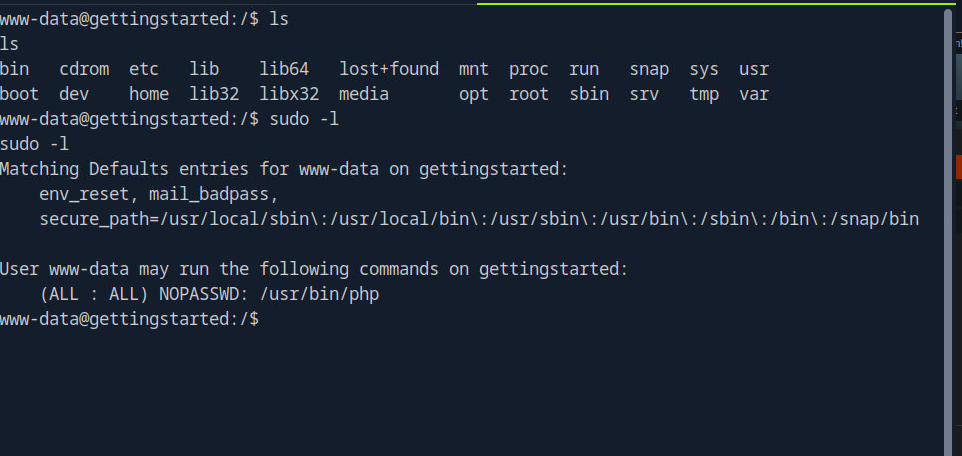 www-data@gettingstarted:/$ ls
ls
bin   cdrom  etc   lib    lib64   lost+found  mnt  proc  run   snap  sys  usr
boot  dev    home  lib32  libx32  media       opt  root  sbin  srv   tmp  var
www-data@gettingstarted:/$ sudo -l
sudo -l
Matching Defaults entries for www-data on gettingstarted:
    env_reset, mail_badpass,
    secure_path=/usr/local/sbin\:/usr/local/bin\:/usr/sbin\:/usr/bin\:/sbin\:/bin\:/snap/bin

User www-data may run the following commands on gettingstarted:
    (ALL : ALL) NOPASSWD: /usr/bin/php
www-data@gettingstarted:/$